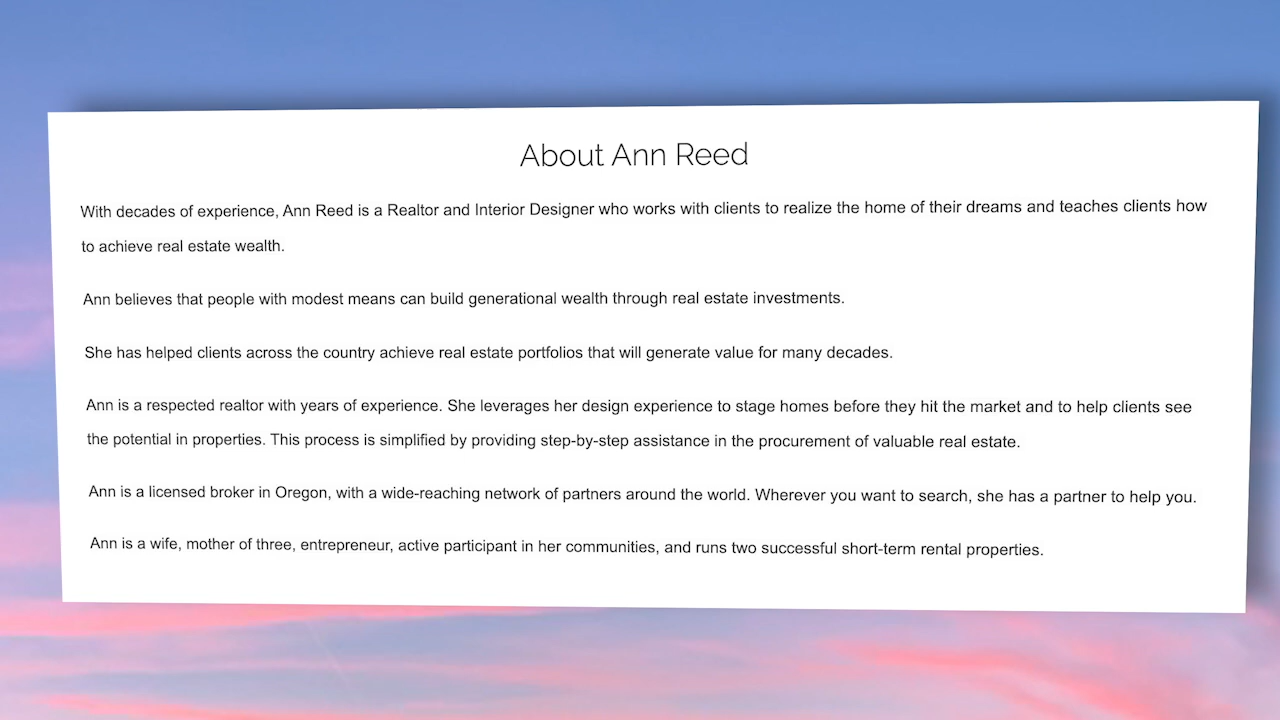 About Ann Reed
With decades of experience, Ann Reed is a Realtor and Interior Designer who works with clients to realize the home of their dreams and teaches clients how
to achieve real estate wealth.
Ann believes that people with modest means can build generational wealth through real estate investments.
She has helped clients across the country achieve real estate portfolios that will generate value for many decades.
Ann is a respected realtor with years of experience. She leverages her design experience to stage homes before they hit the market and to help clients see
the potential in properties. This process is simplified by providing step-by-step assistance in the procurement of valuable real estate.
Ann is a licensed broker in Oregon, with a wide-reaching network of partners around the world. Wherever you want to search, she has a partner to help you.
Ann is a wife, mother of three, entrepreneur, active participant in her communities, and runs two successful short-term rental properties.